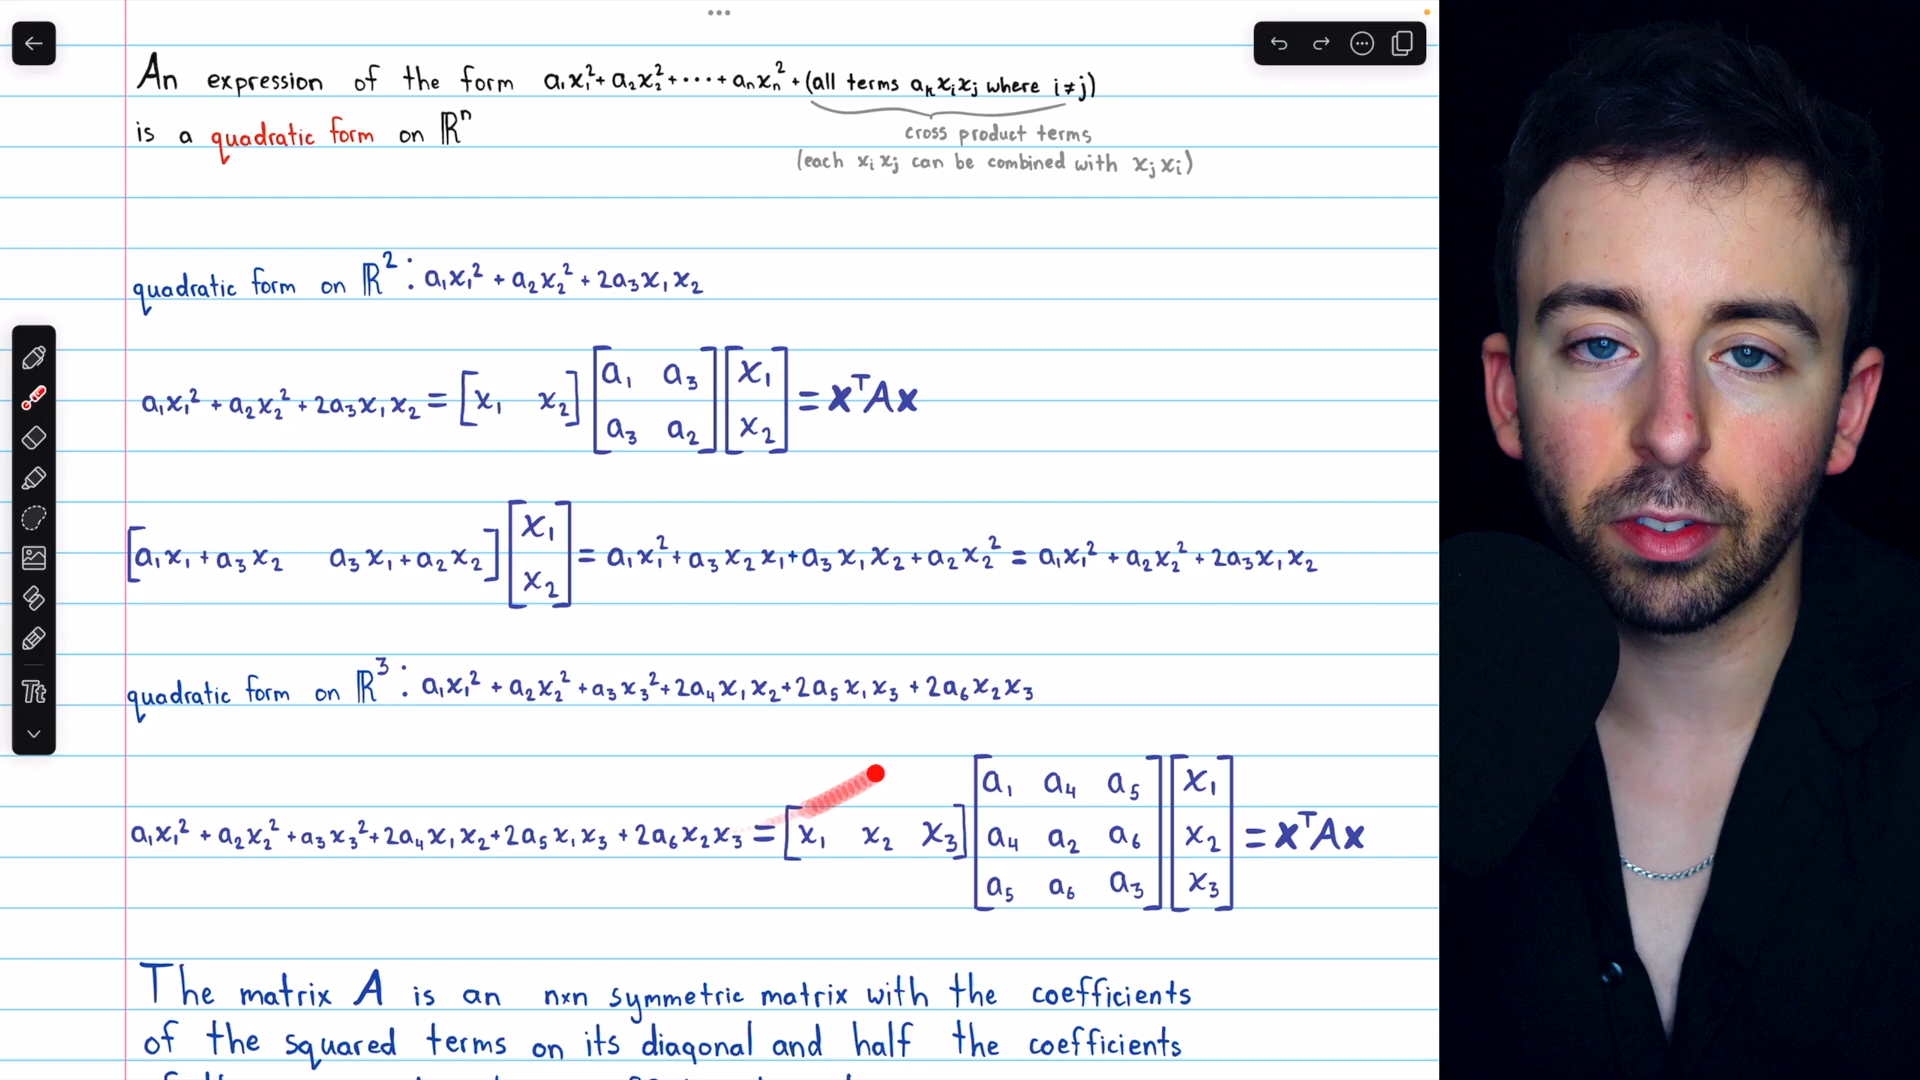 An expression of the form a₁x₁²+ a₂x₂²+ ⋯ + aₙxₙ² + (all terms aₖxᵢxⱼ where i≠j)
is a quadratic form on ℝⁿ
cross product terms
(each xᵢxⱼ can be combined with xⱼxᵢ)
quadratic form on ℝ²: a₁x₁² + a₂x₂² + 2a₃x₁x₂
a₁x₁² + a₂x₂² + 2a₃x₁x₂ = [x₁ x₂] [a₁ a₃; a₃ a₂] [x₁; x₂] = xᵀAx
[a₁x₁ + a₃x₂ a₃x₁ + a₂x₂] [x₁; x₂] = a₁x₁² + a₃x₂x₁ + a₃x₁x₂ + a₂x₂² = a₁x₁² + a₂x₂² + 2a₃x₁x₂
quadratic form on ℝ³: a₁x₁² + a₂x₂² + a₃x₃² + 2a₄x₁x₂ + 2a₅x₁x₃ + 2a₆x₂x₃
a₁x₁² + a₂x₂² + a₃x₃² + 2a₄x₁x₂ + 2a₅x₁x₃ + 2a₆x₂x₃ = [x₁ x₂ x₃] [a₁ a₄ a₅; a₄ a₂ a₆; a₅ a₆ a₃] [x₁; x₂; x₃] = xᵀAx
The matrix A is an n×n symmetric matrix with the coefficients
of the squared terms on its diagonal and half the coefficients
Tt